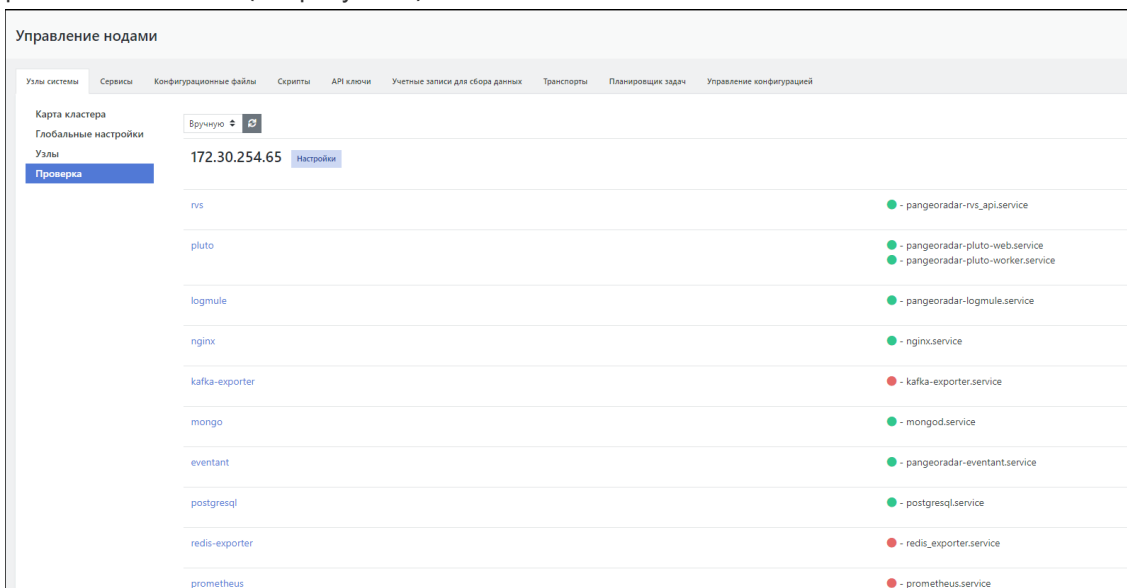 Управление нодами
Узлы системы Сервисы Конфигурационные файлы Скрипты API ключи Учетные записи для сбора данных Транспорты Планировщик задач Управление конфигурацией
Карта кластера
Глобальные настройки
Узлы
Проверка
Вручную
172.30.254.65 Настройки
rvs - pangeoradar-rvs_api.service
pluto - pangeoradar-pluto-web.service
- pangeoradar-pluto-worker.service
logmule - pangeoradar-logmule.service
nginx - nginx.service
kafka-exporter - kafka-exporter.service
mongo - mongod.service
eventant - pangeoradar-eventant.service
postgresql - postgresql.service
redis-exporter - redis_exporter.service
prometheus - prometheus.service